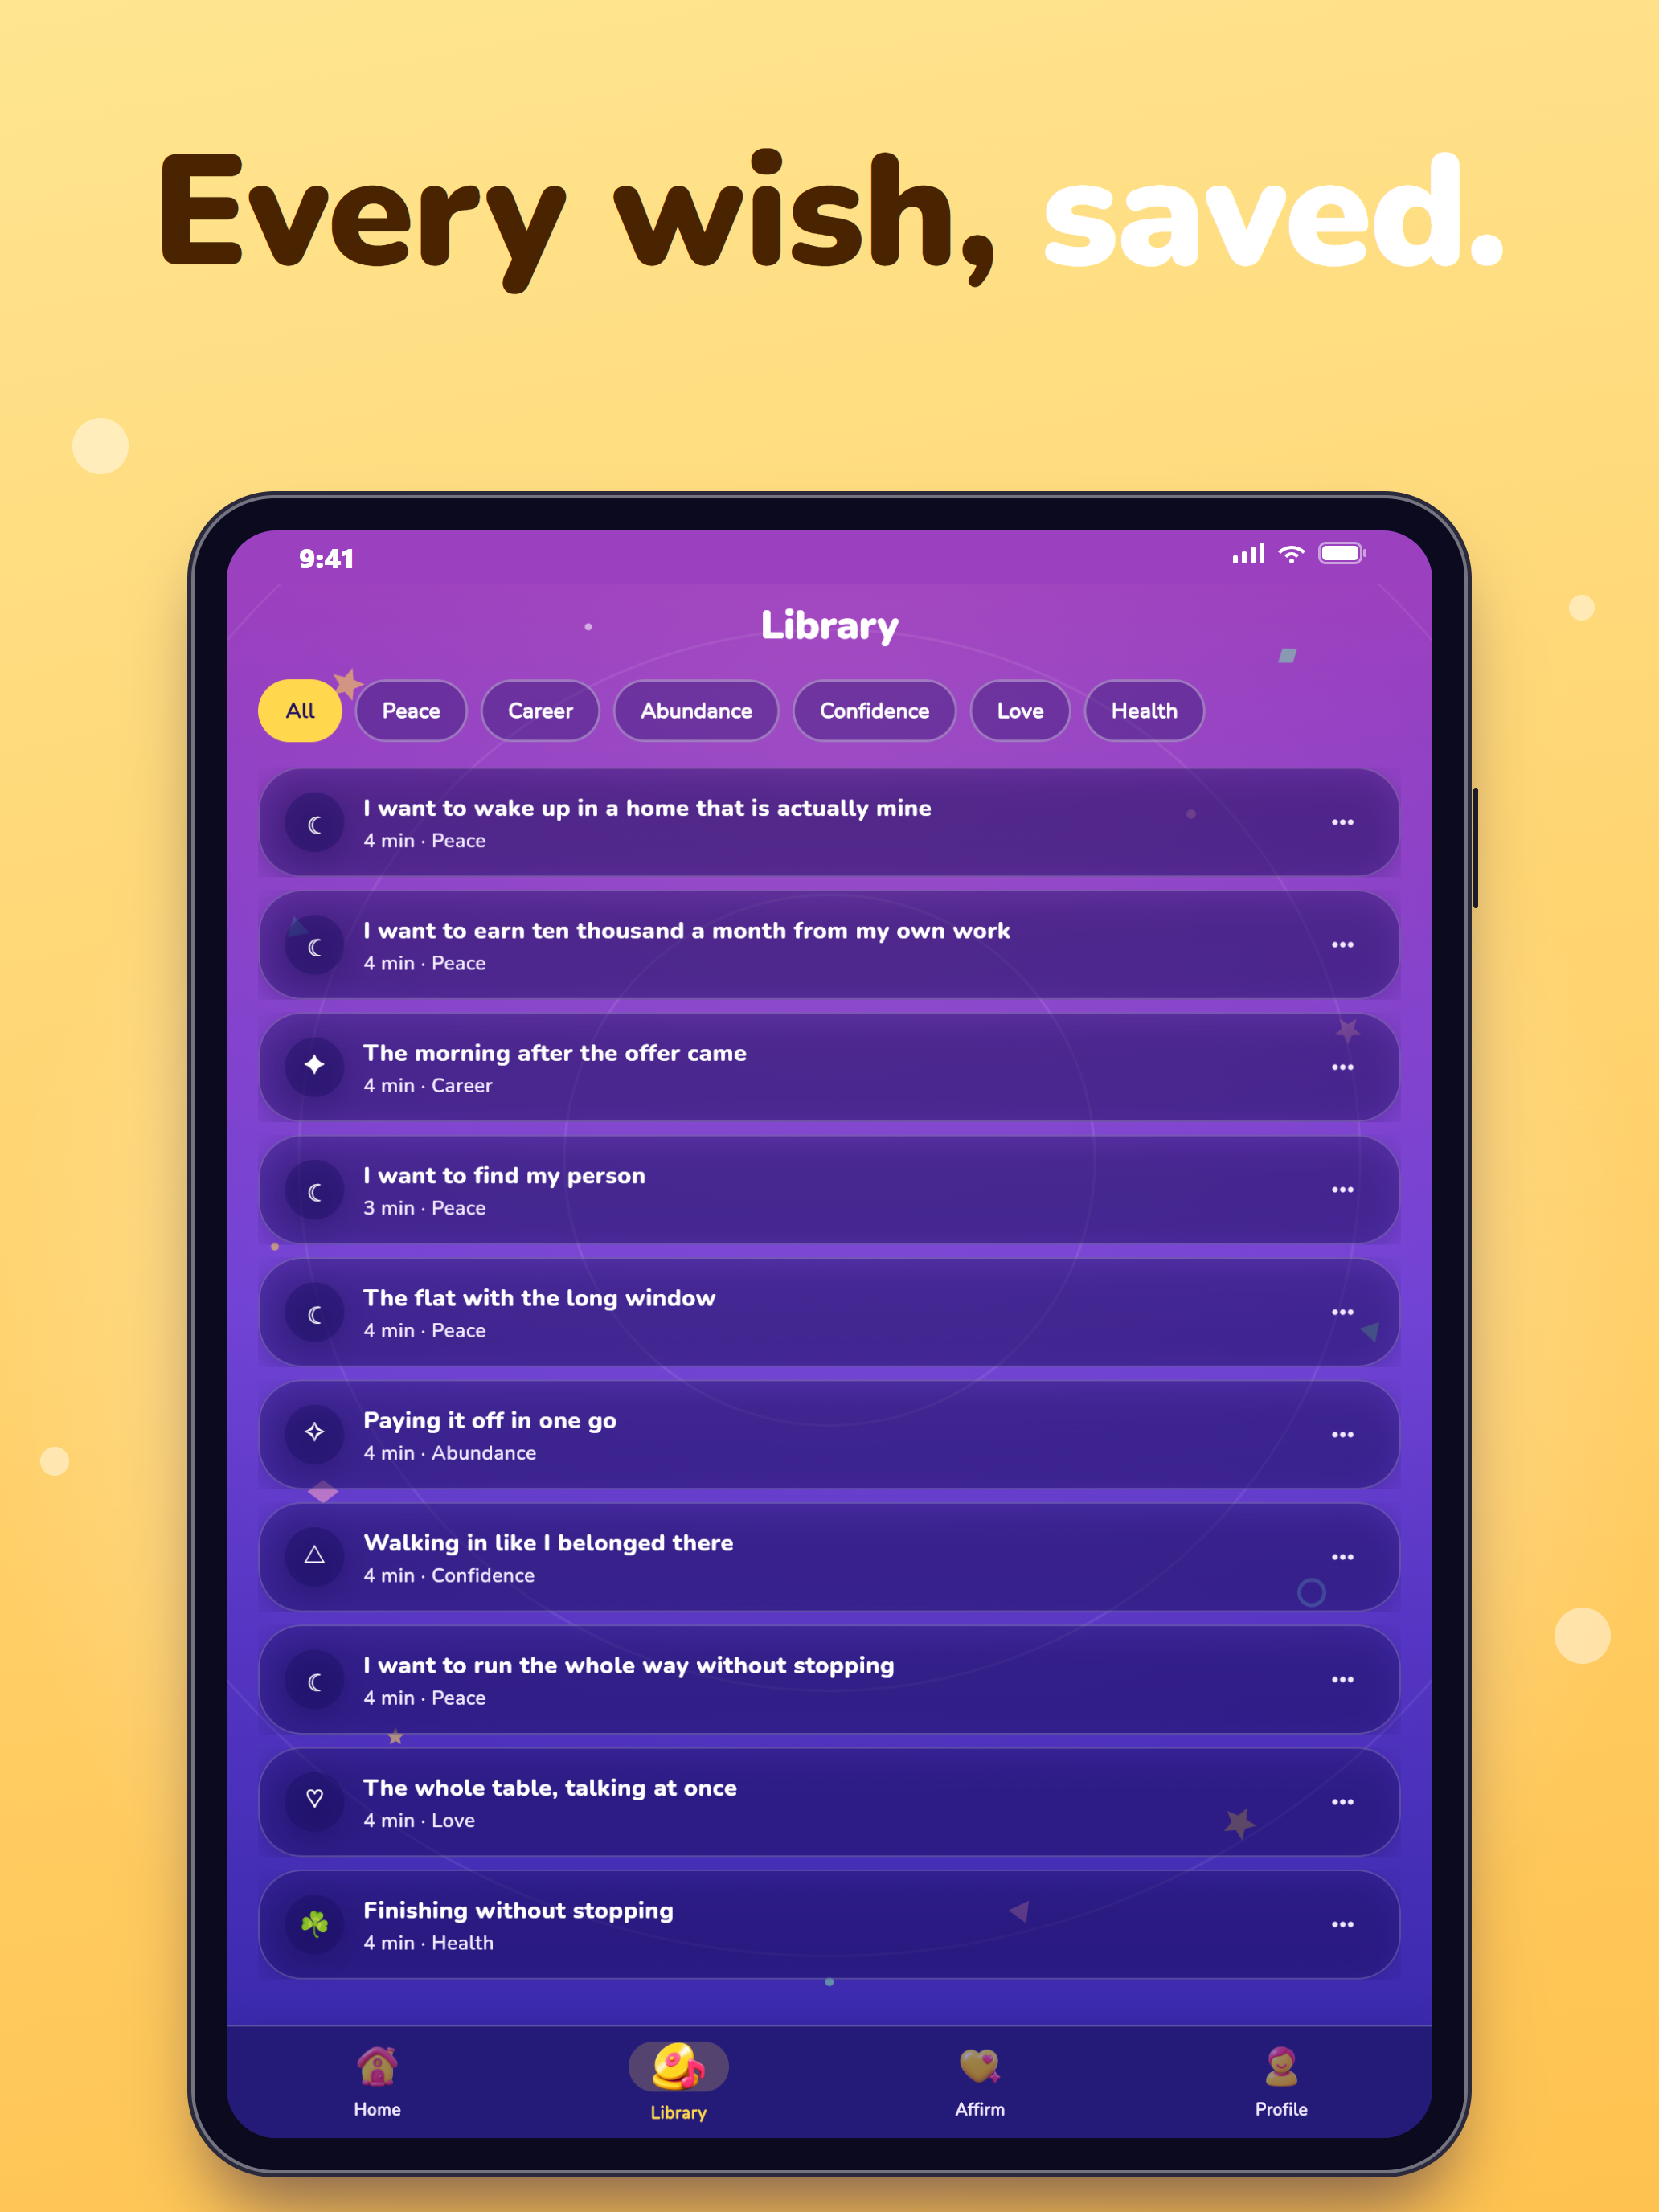 Every wish, saved.
9:41
Library
All
Peace
Career
Abundance
Confidence
Love
Health
I want to wake up in a home that is actually mine
4 min · Peace
I want to earn ten thousand a month from my own work
4 min · Peace
The morning after the offer came
4 min · Career
I want to find my person
3 min · Peace
The flat with the long window
4 min · Peace
Paying it off in one go
4 min · Abundance
Walking in like I belonged there
4 min · Confidence
I want to run the whole way without stopping
4 min · Peace
The whole table, talking at once
4 min · Love
Finishing without stopping
4 min · Health
Home
Library
Affirm
Profile